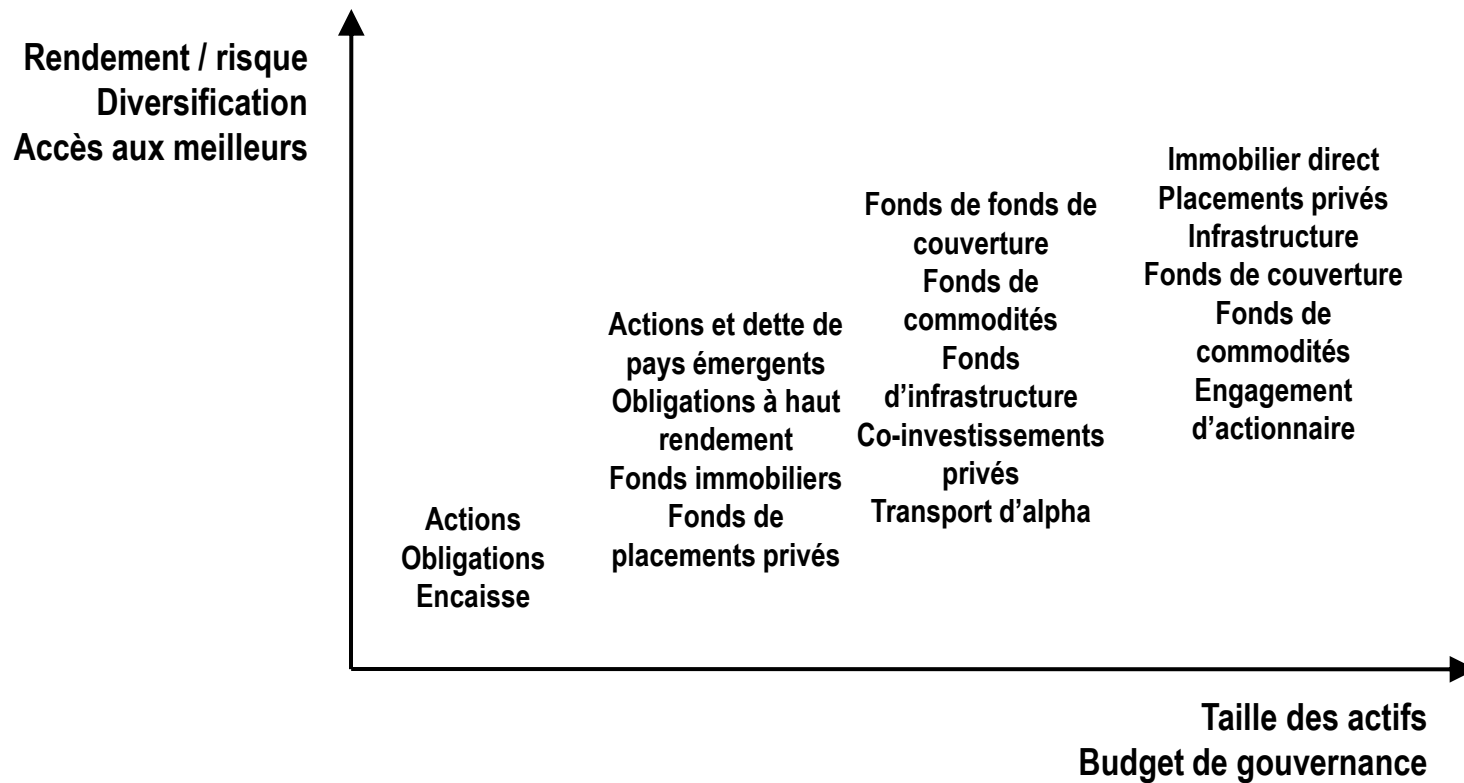 Rendement / risque
Diversification
Accès aux meilleurs
Actions
Obligations
Encaisse
Actions et dette de
pays émergents
Obligations à haut
rendement
Fonds immobiliers
Fonds de
placements privés
Fonds de fonds de
couverture
Fonds de
commodités
Fonds
d’infrastructure
Co-investissements
privés
Transport d’alpha
Immobilier direct
Placements privés
Infrastructure
Fonds de couverture
Fonds de
commodités
Engagement
d’actionnaire
Taille des actifs
Budget de gouvernance